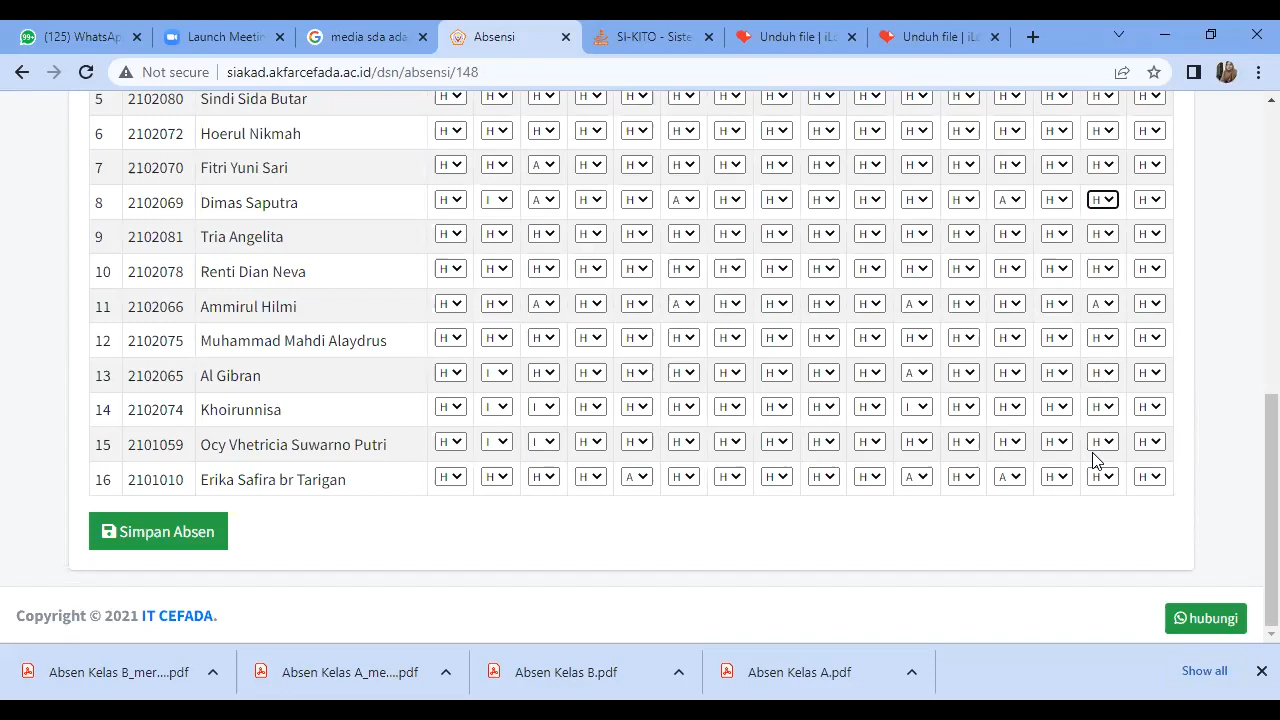 99+ (125) WhatsAp
Launch Meeti
media sda ada
Absensi
SI-KITO - Siste
Unduh file | iLo
Unduh file | iLo
Not secure siakad.akfarcefada.ac.id/dsn/absensi/148
5 2102080 Sindi Sida Butar H H H H H H H H H H H H H H H H
6 2102072 Hoerul Nikmah H H H H H H H H H H H H H H H H
7 2102070 Fitri Yuni Sari H H A H H H H H H H H H H H H H
8 2102069 Dimas Saputra H I A H H A H H H H H H A H H H
9 2102081 Tria Angelita H H H H H H H H H H H H H H H H
10 2102078 Renti Dian Neva H H H H H H H H H H H H H H H H
11 2102066 Ammirul Hilmi H H A H H A H H H H A H H H A H
12 2102075 Muhammad Mahdi Alaydrus H H H H H H H H H H H H H H H H
13 2102065 Al Gibran H I H H H H H H H H A H H H H H
14 2102074 Khoirunnisa H I I H H H H H H H I H H H H H
15 2101059 Ocy Vhetricia Suwarno Putri H I I H H H H H H H H H H H H H
16 2101010 Erika Safira br Tarigan H H H H A H H H H H A H A H H H
Simpan Absen
Copyright © 2021 IT CEFADA.
hubungi
Absen Kelas B_mer....pdf
Absen Kelas A_me....pdf
Absen Kelas B.pdf
Absen Kelas A.pdf
Show all